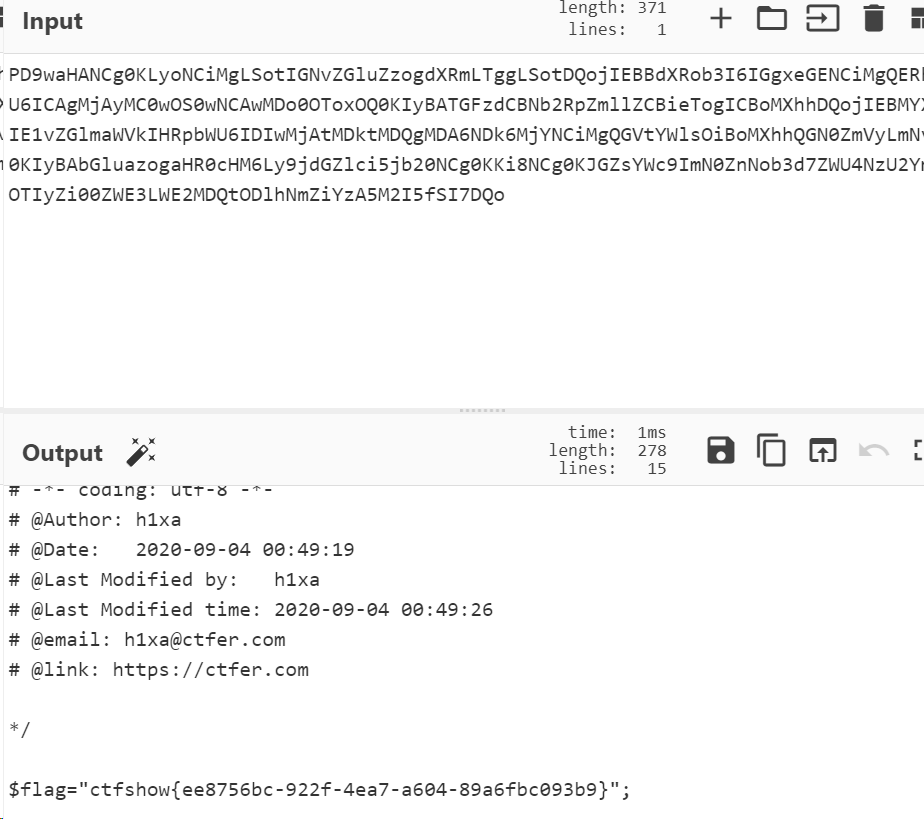 Input
length: 371
lines: 1
PD9waHANCg0KLyoNCiMgLSotIGNvZGluZzogdXRmLTggLSotDQojIEBBdXRob3I6IGgxeGENCiMgQER
U6ICAgMjAyMC0wOS0wNCAwMDo0OToxOQ0KIyBATGFzdCBNb2RpZmllZCBieTogICBoMXhhDQojIEBMYX
IE1vZGlmaWVkIHRpbWU6IDIwMjAtMDktMDQgMDA6NDk6MjYNCiMgQGVtYWlsOiBoMXhhQGN0ZmVyLmNv
0KIyBAbGluazogaHR0cHM6Ly9jdGZlci5jb20NCg0KKi8NCg0KJGZsYWc9ImN0ZnNob3d7ZWU4NzU2Ym
OTIyZi00ZWE3LWE2MDQtODlhNmZiYzA5M2I5fSI7DQo
Output
time: 1ms
length: 278
lines: 15
# -*- coding: utf-8 -*-
# @Author: h1xa
# @Date:   2020-09-04 00:49:19
# @Last Modified by:   h1xa
# @Last Modified time: 2020-09-04 00:49:26
# @email: h1xa@ctfer.com
# @link: https://ctfer.com
*/
$flag="ctfshow{ee8756bc-922f-4ea7-a604-89a6fbc093b9}";